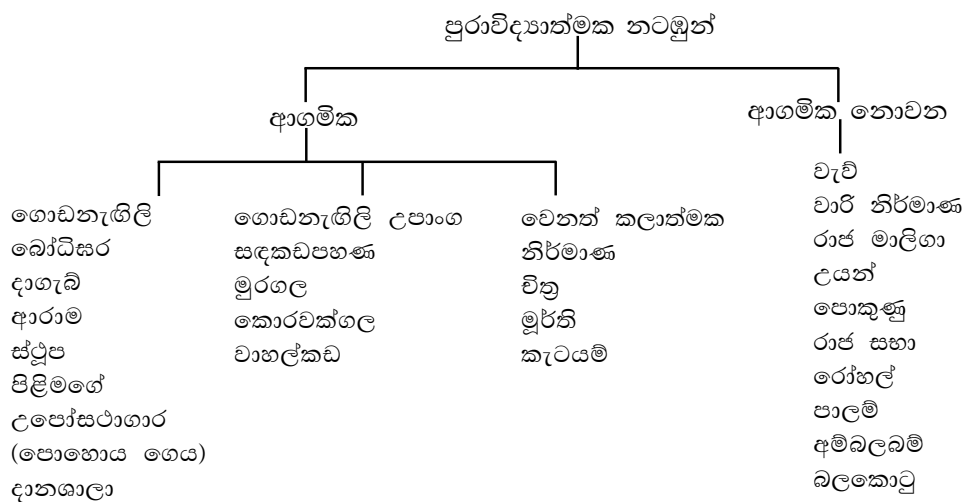 පුරාවිද්‍යාත්මක නටඹුන්
ආගමික
ආගමික නොවන
ගොඩනැඟිලි
බෝධිඝර
දාගැබ්
ආරාම
ස්ථූප
පිළිමගේ
උපෝසථාගාර
(පොහොය ගෙය)
දානශාලා
ගොඩනැඟිලි උපාංග
සඳකඩපහණ
මුරගල
කොරවක්ගල
වාහල්කඩ
වෙනත් කලාත්මක
නිර්මාණ
චිත්‍ර
මූර්ති
කැටයම්
වැව්
වාරි නිර්මාණ
රාජ මාලිගා
උයන්
පොකුණු
රාජ සභා
රෝහල්
පාලම්
අම්බලබම්
බලකොටු